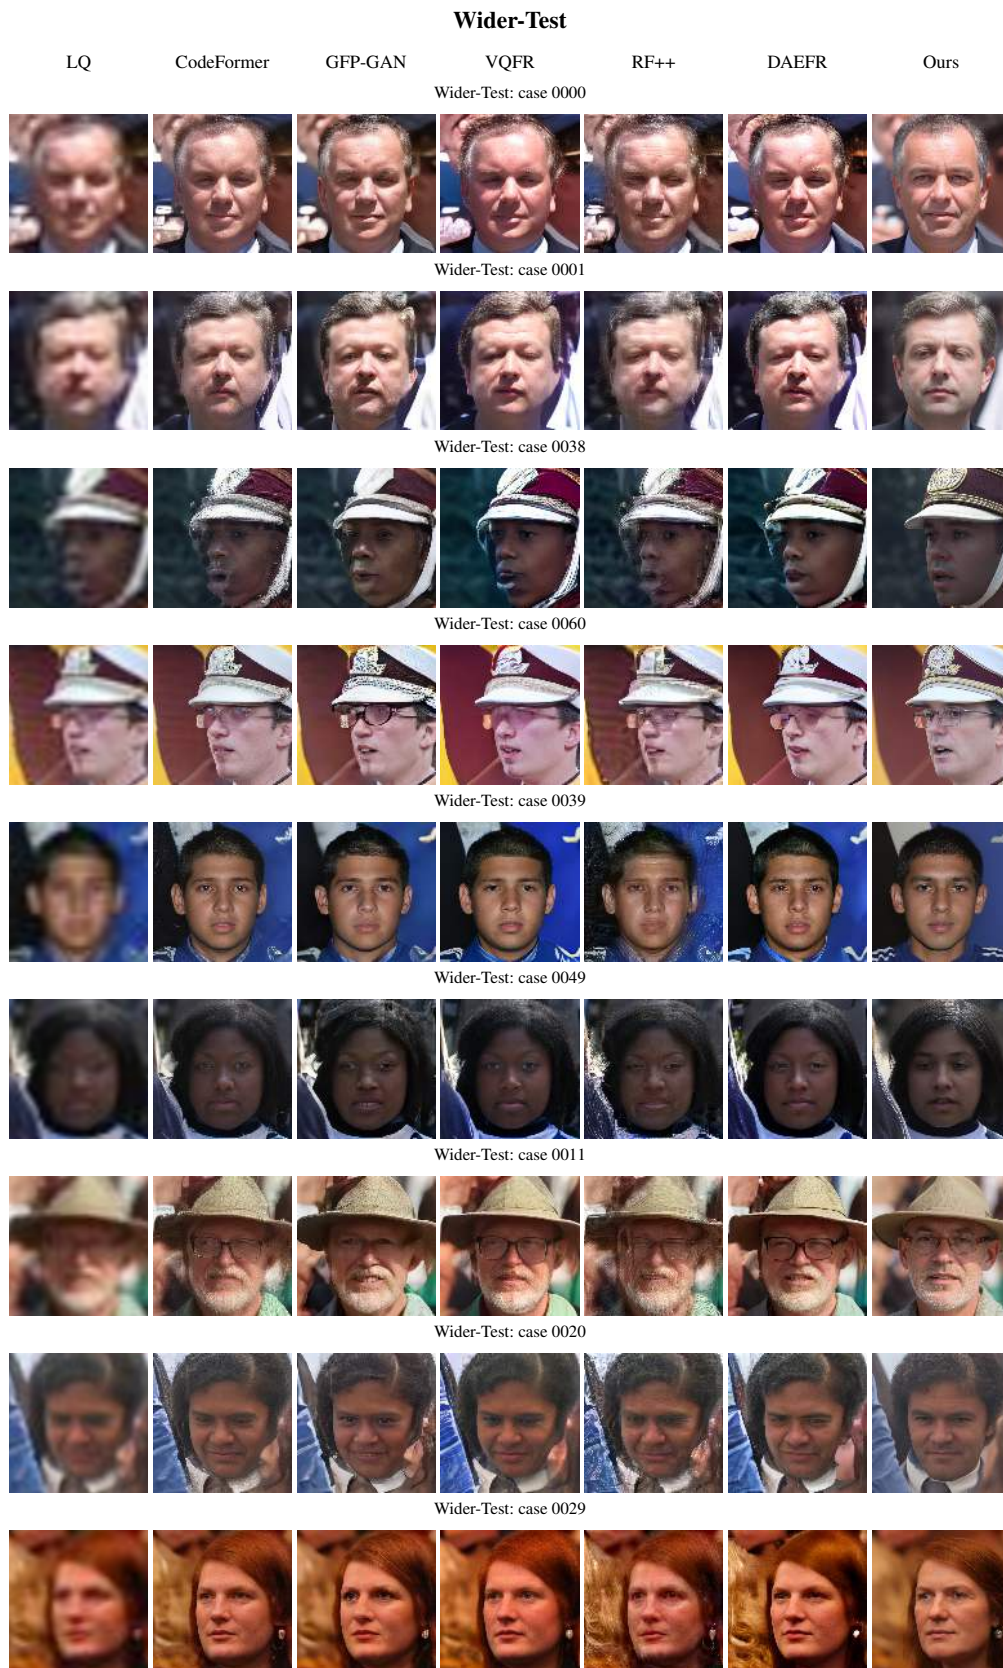 Wider-Test
LQ CodeFormer GFP-GAN VQFR RF++ DAEFR Ours
Wider-Test: case 0000
Wider-Test: case 0001
Wider-Test: case 0038
Wider-Test: case 0060
Wider-Test: case 0039
Wider-Test: case 0049
Wider-Test: case 0011
Wider-Test: case 0020
Wider-Test: case 0029